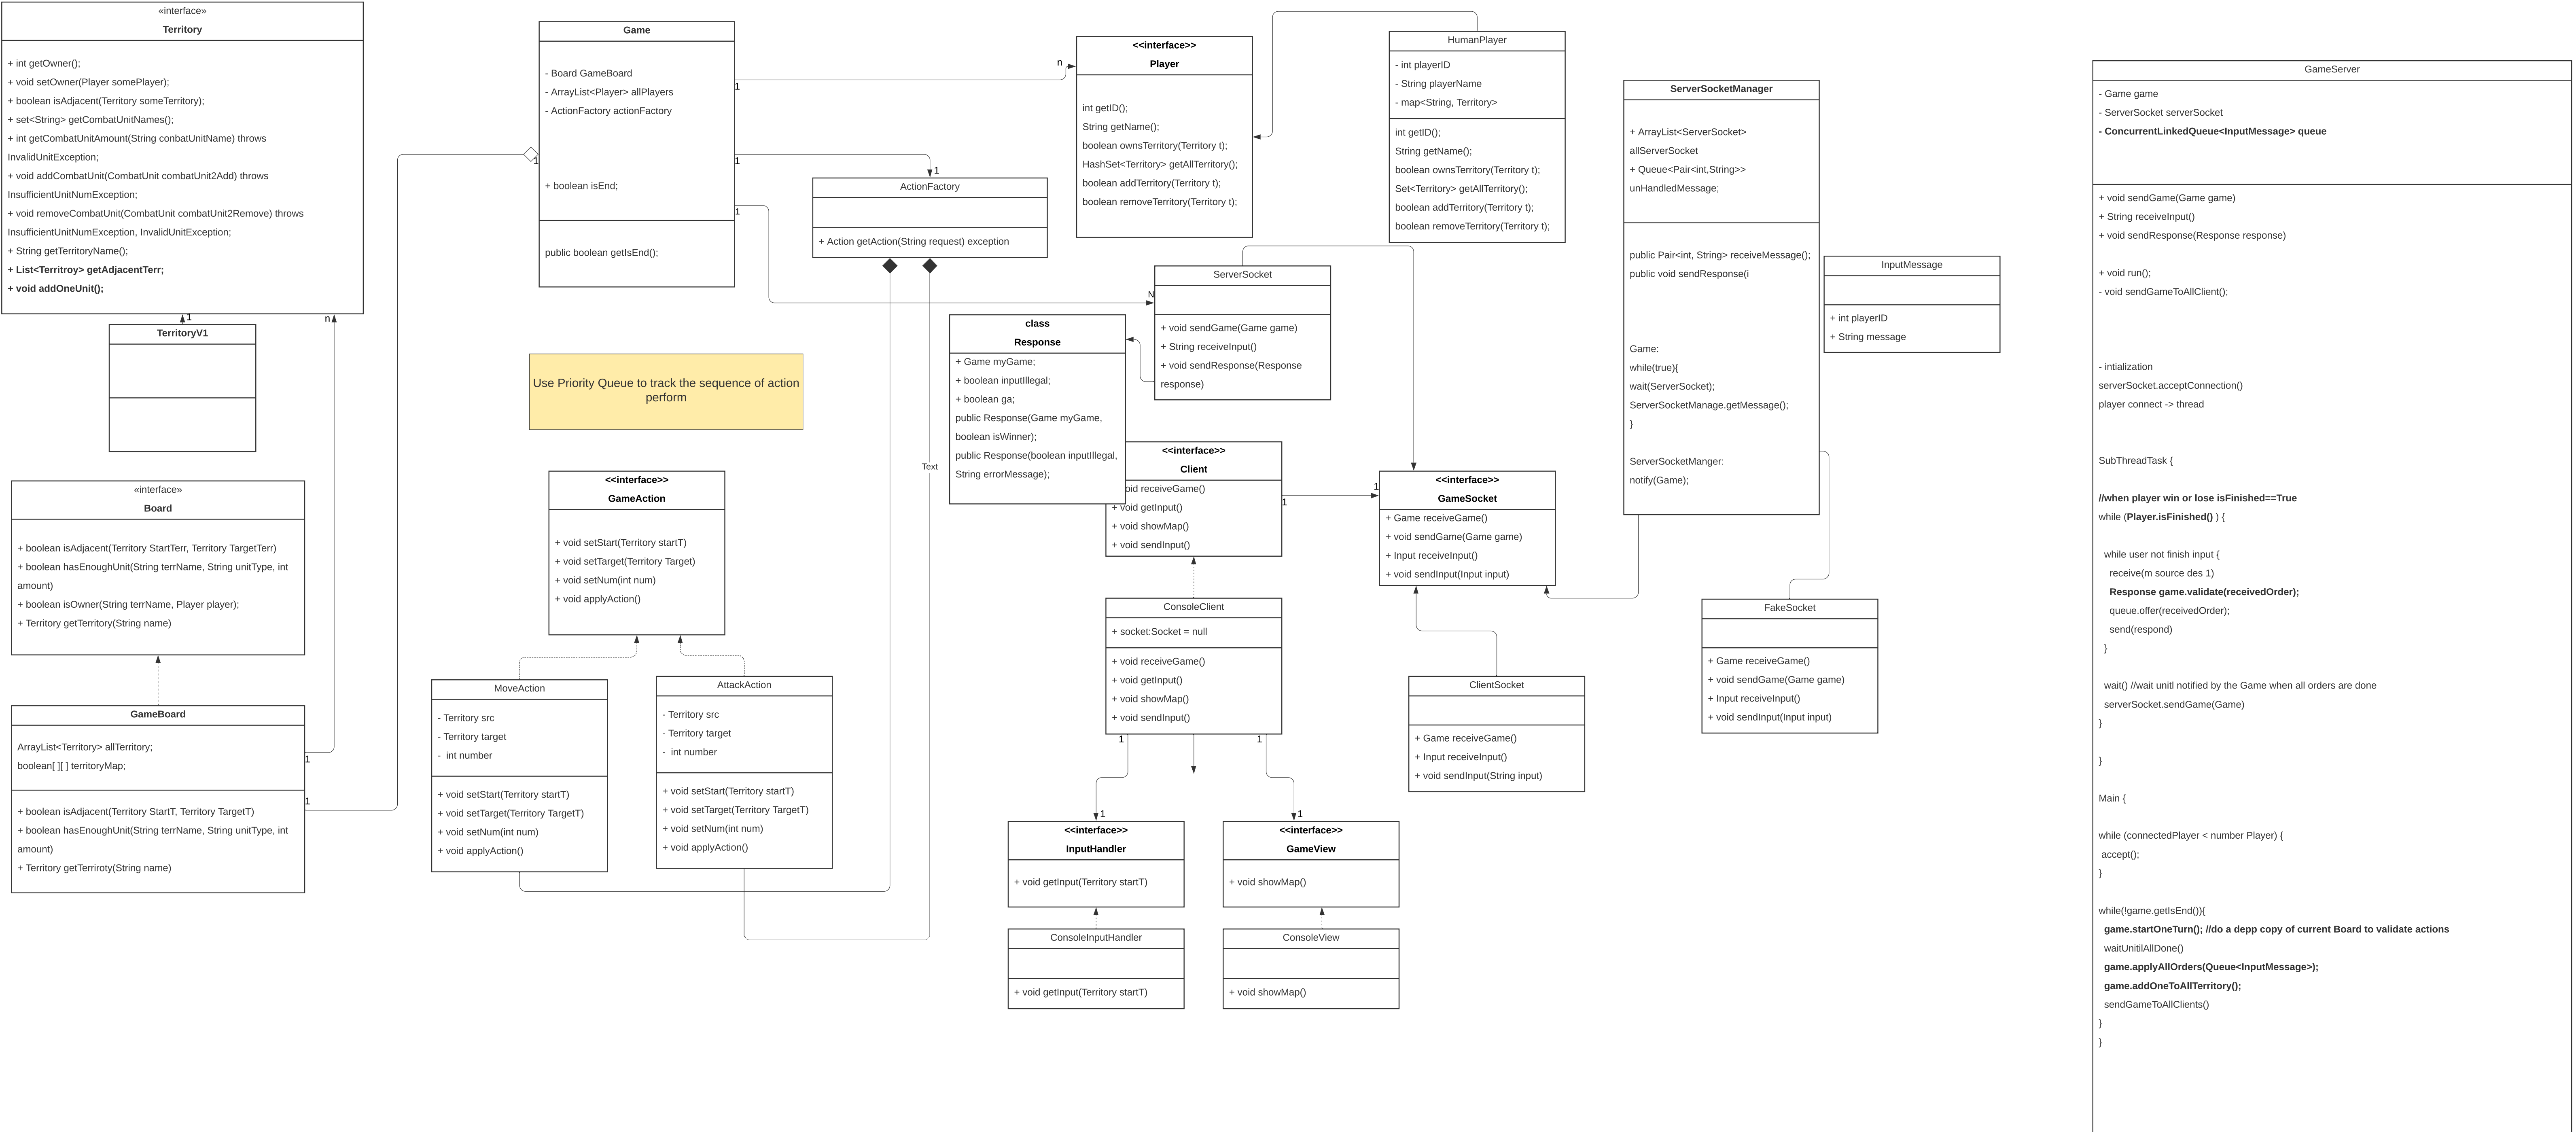 «interface»
Territory
+ int getOwner();
+ void setOwner(Player somePlayer);
+ boolean isAdjacent(Territory someTerritory);
+ set<String> getCombatUnitNames();
+ int getCombatUnitAmount(String conbatUnitName) throws
InvalidUnitException;
+ void addCombatUnit(CombatUnit combatUnit2Add) throws
InsufficientUnitNumException;
+ void removeCombatUnit(CombatUnit combatUnit2Remove) throws
InsufficientUnitNumException, InvalidUnitException;
+ String getTerritoryName();
+ List<Territroy> getAdjacentTerr;
+ void addOneUnit();
1
n
TerritoryV1
«interface»
Board
+ boolean isAdjacent(Territory StartTerr, Territory TargetTerr)
+ boolean hasEnoughUnit(String terrName, String unitType, int
amount)
+ boolean isOwner(String terrName, Player player);
+ Territory getTerritory(String name)
GameBoard
ArrayList<Territory> allTerritory;
boolean[ ][ ] territoryMap;
+ boolean isAdjacent(Territory StartT, Territory TargetT)
+ boolean hasEnoughUnit(String terrName, String unitType, int
amount)
+ Territory getTerriroty(String name)
1
1
Game
- Board GameBoard
- ArrayList<Player> allPlayers
- ActionFactory actionFactory
+ boolean isEnd;
public boolean getIsEnd();
1
1
1
1
n
1
N
ActionFactory
+ Action getAction(String request) exception
Use Priority Queue to track the sequence of action
perform
Text
<<interface>>
GameAction
+ void setStart(Territory startT)
+ void setTarget(Territory Target)
+ void setNum(int num)
+ void applyAction()
MoveAction
- Territory src
- Territory target
-  int number
+ void setStart(Territory startT)
+ void setTarget(Territory TargetT)
+ void setNum(int num)
+ void applyAction()
AttackAction
- Territory src
- Territory target
-  int number
+ void setStart(Territory startT)
+ void setTarget(Territory TargetT)
+ void setNum(int num)
+ void applyAction()
<<interface>>
Player
int getID();
String getName();
boolean ownsTerritory(Territory t);
HashSet<Territory> getAllTerritory();
boolean addTerritory(Territory t);
boolean removeTerritory(Territory t);
HumanPlayer
- int playerID
- String playerName
- map<String, Territory>
int getID();
String getName();
boolean ownsTerritory(Territory t);
Set<Territory> getAllTerritory();
boolean addTerritory(Territory t);
boolean removeTerritory(Territory t);
ServerSocket
+ void sendGame(Game game)
+ String receiveInput()
+ void sendResponse(Response
response)
class
Response
+ Game myGame;
+ boolean inputIllegal;
+ boolean ga;
public Response(Game myGame,
boolean isWinner);
public Response(boolean inputIllegal,
String errorMessage);
<<interface>>
Client
oid receiveGame()
+ void getInput()
+ void showMap()
+ void sendInput()
1
1
<<interface>>
GameSocket
+ Game receiveGame()
+ void sendGame(Game game)
+ Input receiveInput()
+ void sendInput(Input input)
ConsoleClient
+ socket:Socket = null
+ void receiveGame()
+ void getInput()
+ void showMap()
+ void sendInput()
1
1
1
1
<<interface>>
InputHandler
+ void getInput(Territory startT)
<<interface>>
GameView
+ void showMap()
ConsoleInputHandler
+ void getInput(Territory startT)
ConsoleView
+ void showMap()
ClientSocket
+ Game receiveGame()
+ Input receiveInput()
+ void sendInput(String input)
ServerSocketManager
+ ArrayList<ServerSocket>
allServerSocket
+ Queue<Pair<int,String>>
unHandledMessage;
public Pair<int, String> receiveMessage();
public void sendResponse(i
Game:
while(true){
wait(ServerSocket);
ServerSocketManage.getMessage();
}
ServerSocketManger:
notify(Game);
InputMessage
+ int playerID
+ String message
FakeSocket
+ Game receiveGame()
+ void sendGame(Game game)
+ Input receiveInput()
+ void sendInput(Input input)
GameServer
- Game game
- ServerSocket serverSocket
- ConcurrentLinkedQueue<InputMessage> queue
+ void sendGame(Game game)
+ String receiveInput()
+ void sendResponse(Response response)
+ void run();
- void sendGameToAllClient();
- intialization
serverSocket.acceptConnection()
player connect -> thread
SubThreadTask {
//when player win or lose isFinished==True
while (Player.isFinished() ) {
while user not finish input {
receive(m source des 1)
Response game.validate(receivedOrder);
queue.offer(receivedOrder);
send(respond)
}
wait() //wait unitl notified by the Game when all orders are done
serverSocket.sendGame(Game)
}
}
Main {
while (connectedPlayer < number Player) {
accept();
}
while(!game.getIsEnd()){
game.startOneTurn(); //do a depp copy of current Board to validate actions
waitUnitilAllDone()
game.applyAllOrders(Queue<InputMessage>);
game.addOneToAllTerritory();
sendGameToAllClients()
}
}